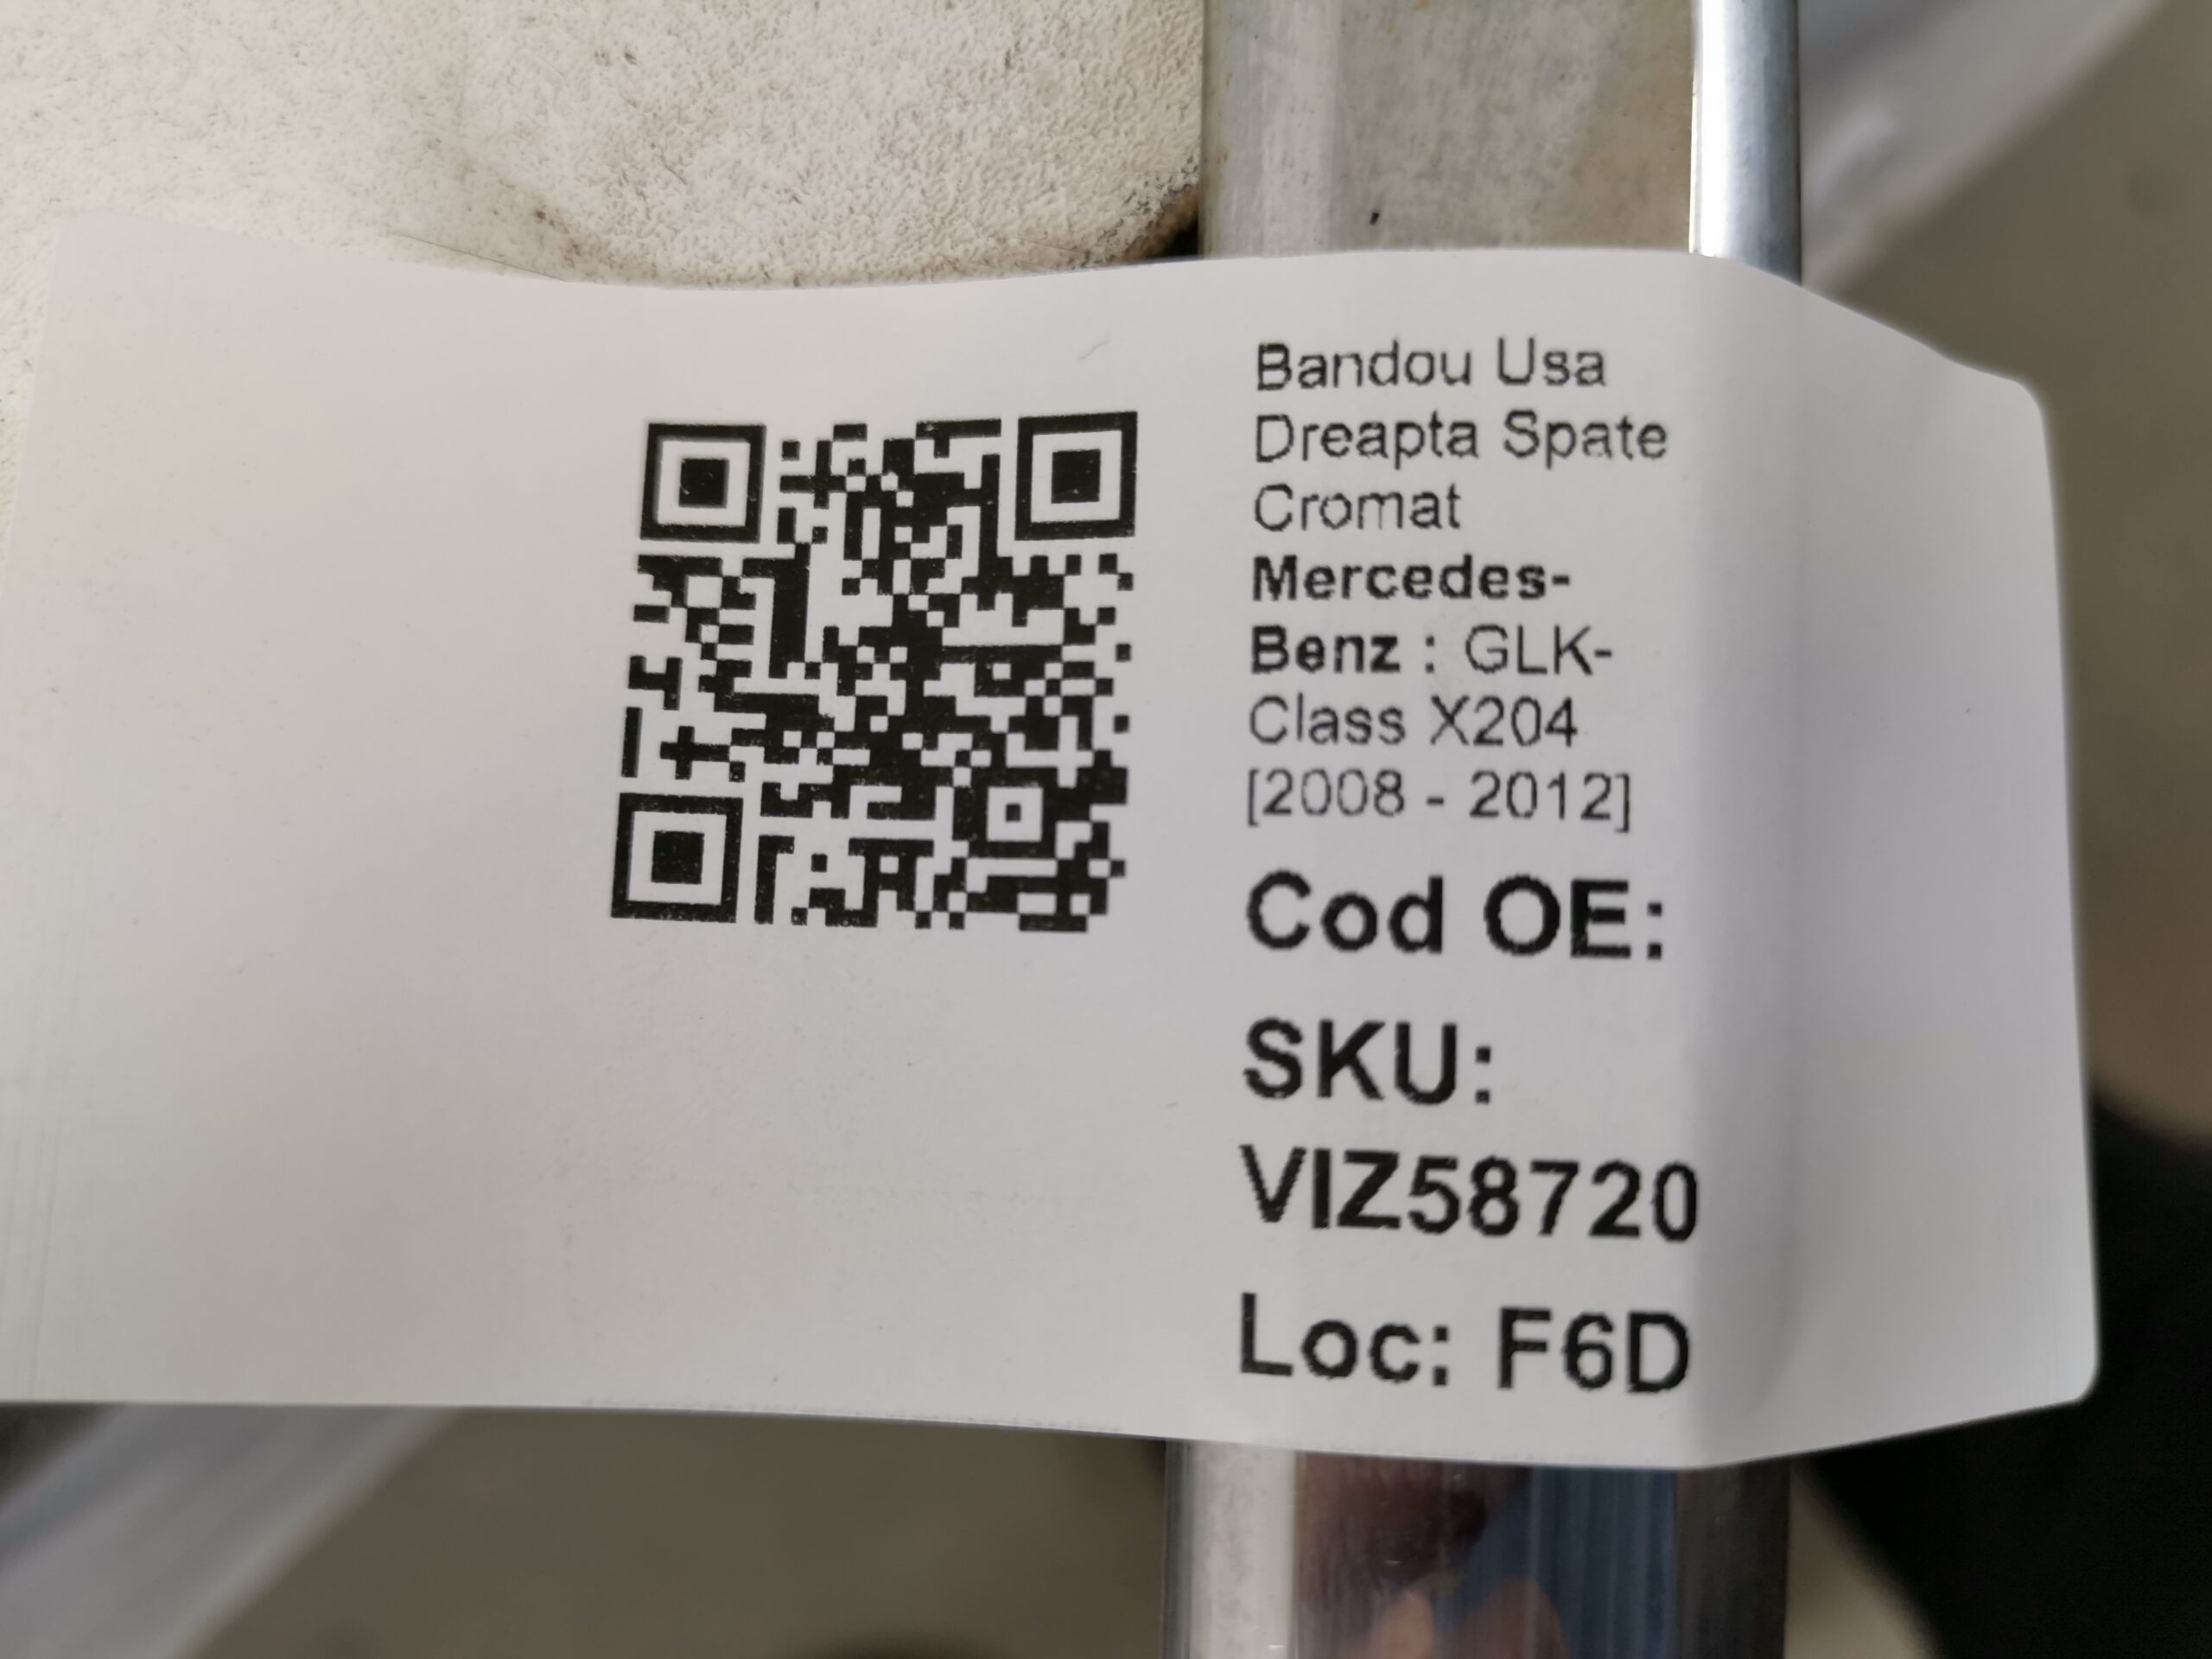 Bandou Usa
Dreapta Spate
Cromat
Mercedes-
Benz : GLK-
Class X204
[2008 - 2012]
Cod OE:
SKU:
VIZ58720
Loc: F6D